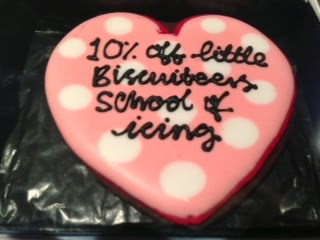 10% off little
Biscuiteers
School of
icing